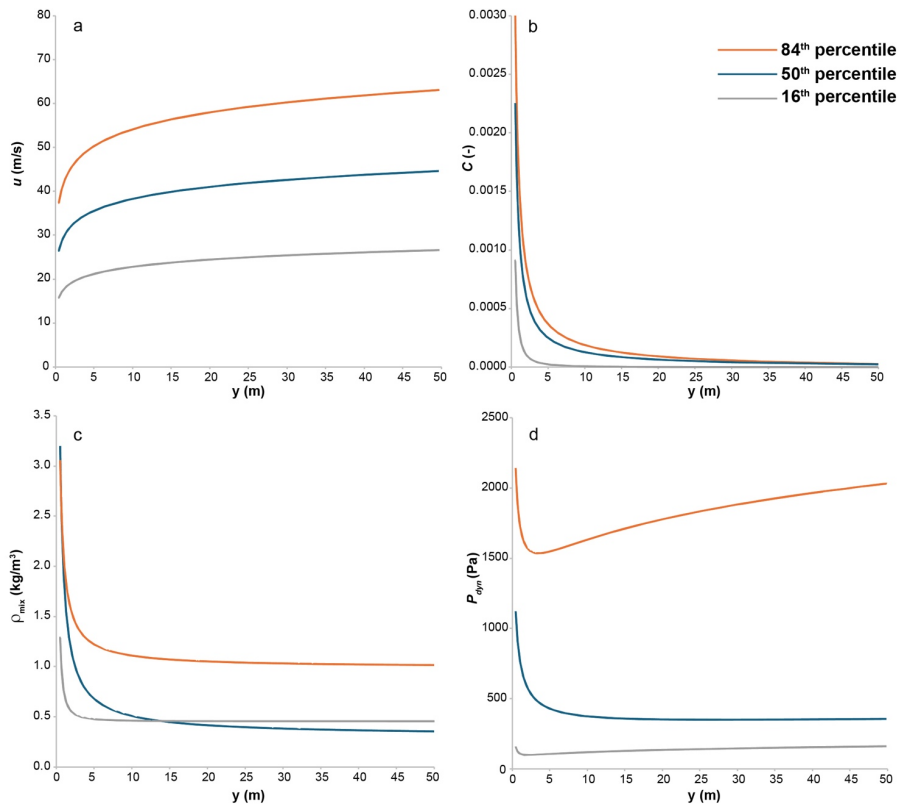 a
80
70
60
50
40
30
20
10
0
u (m/s)
0 5 10 15 20 25 30 35 40 45 50
y (m)
b
0.0030
0.0025
0.0020
0.0015
0.0010
0.0005
0.0000
C (-)
84th percentile
50th percentile
16th percentile
0 5 10 15 20 25 30 35 40 45 50
y (m)
c
3.5
3.0
2.5
2.0
1.5
1.0
0.5
0.0
ρmix (kg/m³)
0 5 10 15 20 25 30 35 40 45 50
y (m)
d
2500
2000
1500
1000
500
0
Pdyn (Pa)
0 5 10 15 20 25 30 35 40 45 50
y (m)